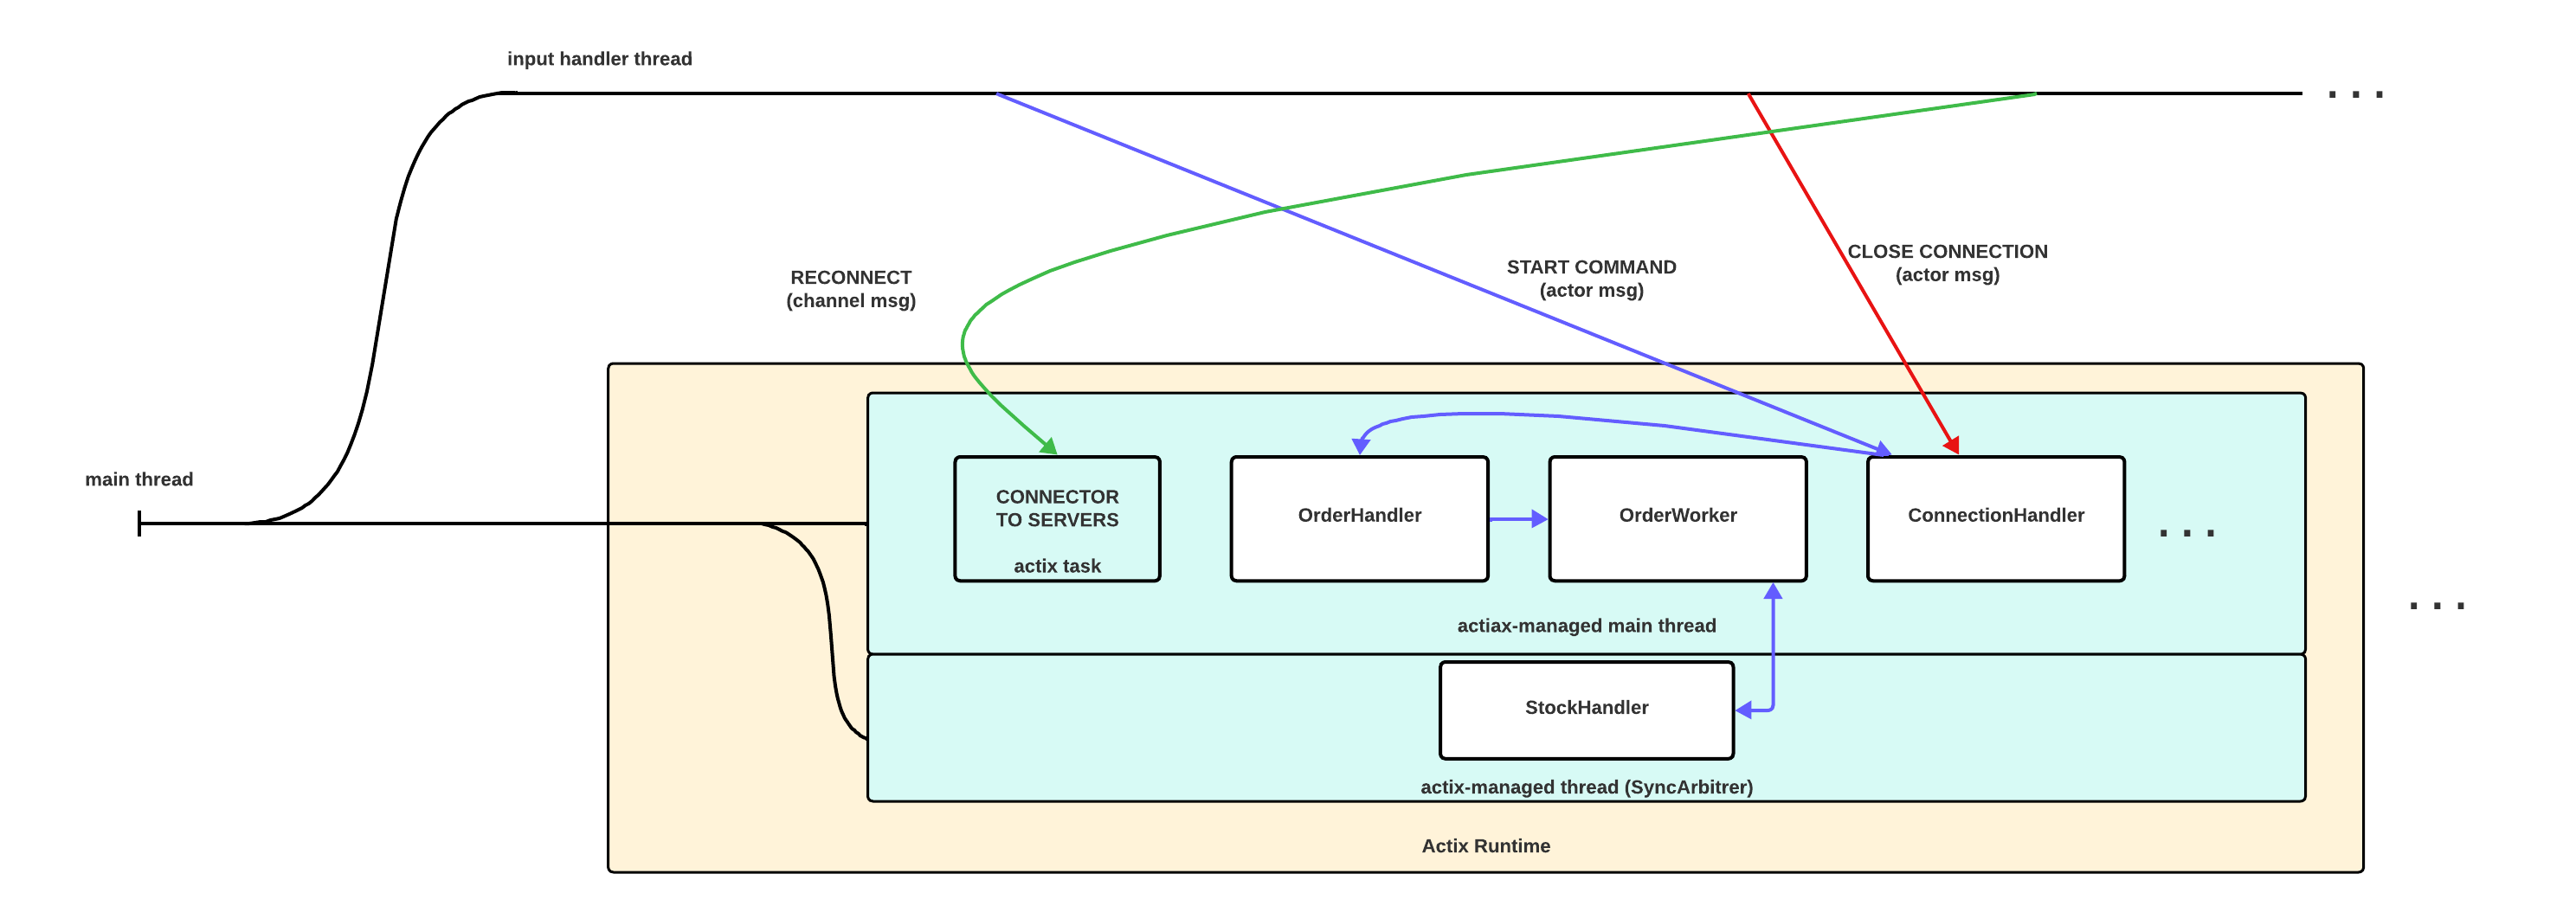 input handler thread
. . .
CLOSE CONNECTION
(actor msg)
START COMMAND
(actor msg)
RECONNECT
(channel msg)
main thread
CONNECTOR
TO SERVERS
actix task
OrderHandler
OrderWorker
ConnectionHandler
. . .
. . .
actiax-managed main thread
StockHandler
actix-managed thread (SyncArbitrer)
Actix Runtime